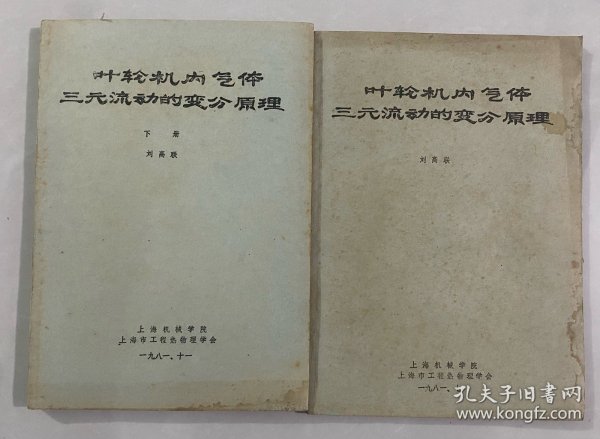 叶轮机内气体
三元流动的变分原理
下册
刘高联
上海机械学院
上海市工程热物理学会
一九八一.十一
叶轮机内气体
三元流动的变分原理
刘高联
上海机械学院
上海市工程热物理学会
一九八一.
孔夫子旧书网
www.kongfz.com